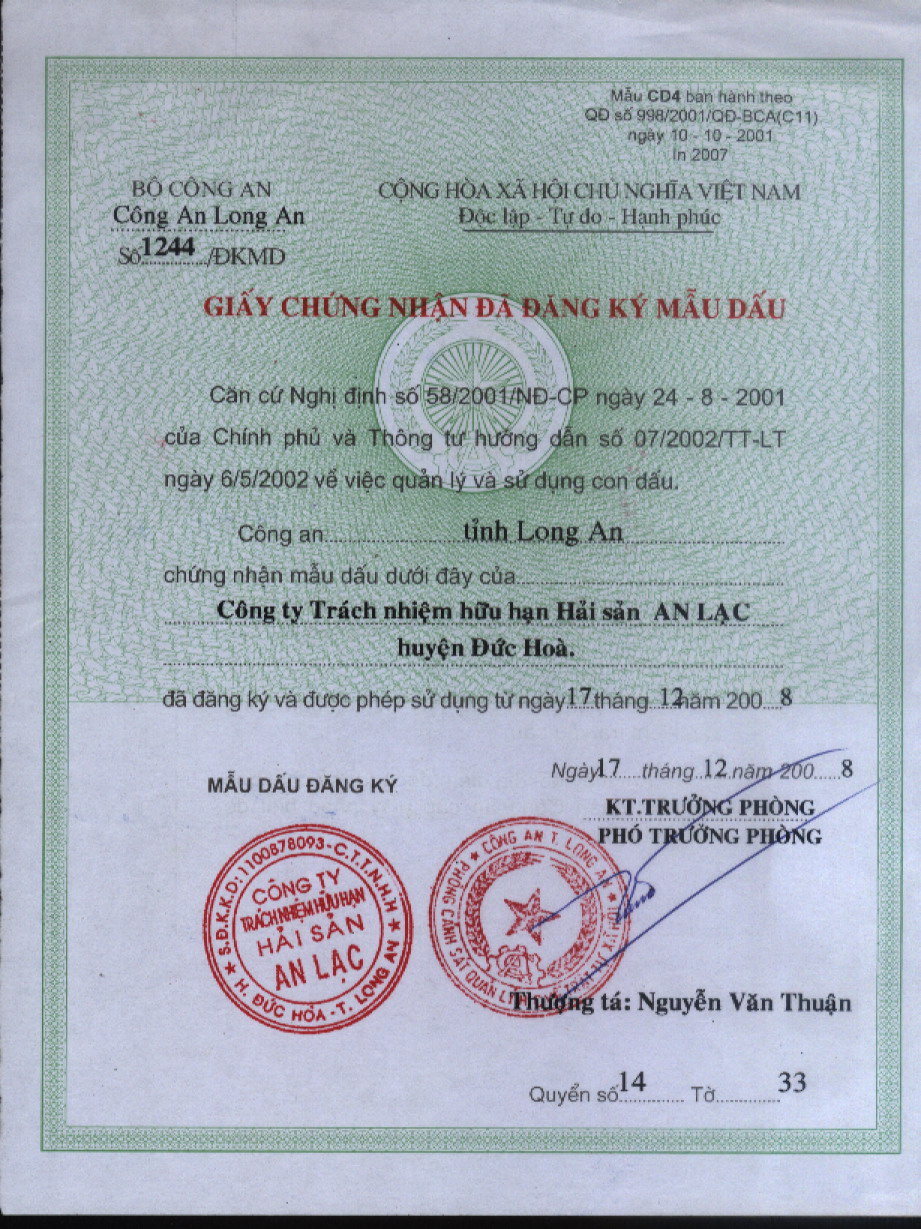 Mẫu CD4 ban hành theo
QĐ số 998/2001/QĐ-BCA(C11)
ngày 10 - 10 - 2001
In 2007
BỘ CÔNG AN
Công An Long An
Số 1244 /ĐKMD
CỘNG HÒA XÃ HỘI CHỦ NGHĨA VIỆT NAM
Độc lập - Tự do - Hạnh phúc
GIẤY CHỨNG NHẬN ĐÃ ĐĂNG KÝ MẪU DẤU
Căn cứ Nghị định số 58/2001/NĐ-CP ngày 24 - 8 - 2001
của Chính phủ và Thông tư hướng dẫn số 07/2002/TT-LT
ngày 6/5/2002 về việc quản lý và sử dụng con dấu.
Công an tỉnh Long An
chứng nhận mẫu dấu dưới đây của
Công ty Trách nhiệm hữu hạn Hải sản AN LẠC
huyện Đức Hoà.
đã đăng ký và được phép sử dụng từ ngày 17 tháng 12 năm 200 8
MẪU DẤU ĐĂNG KÝ
S.Đ.K.K.D: 1100878093-C.T.T.N.H.H
CÔNG TY
TRÁCH NHIỆM HỮU HẠN
HẢI SẢN
AN LẠC
H. ĐỨC HÒA - T. LONG AN
Ngày 17 tháng 12 năm 200 8
KT.TRƯỞNG PHÒNG
PHÓ TRƯỞNG PHÒNG
CÔNG AN T. LONG AN
PHÒNG CẢNH SÁT QUẢN L
Thượng tá: Nguyễn Văn Thuận
Quyển số 14 Tờ 33